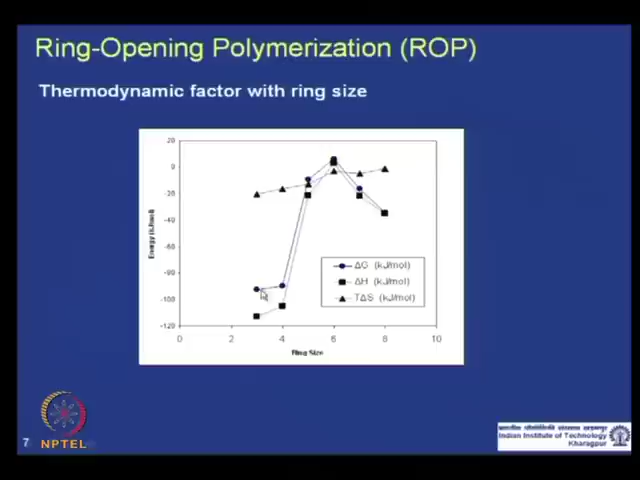 Ring-Opening Polymerization (ROP)
Thermodynamic factor with ring size
20
0
-20
-40
-60
-80
-100
-120
Energy (kJ/mol)
ΔG (kJ/mol)
ΔH (kJ/mol)
TΔS (kJ/mol)
0 2 4 6 8 10
Ring Size
7
NPTEL
Indian Institute of Technology
Kharagpur